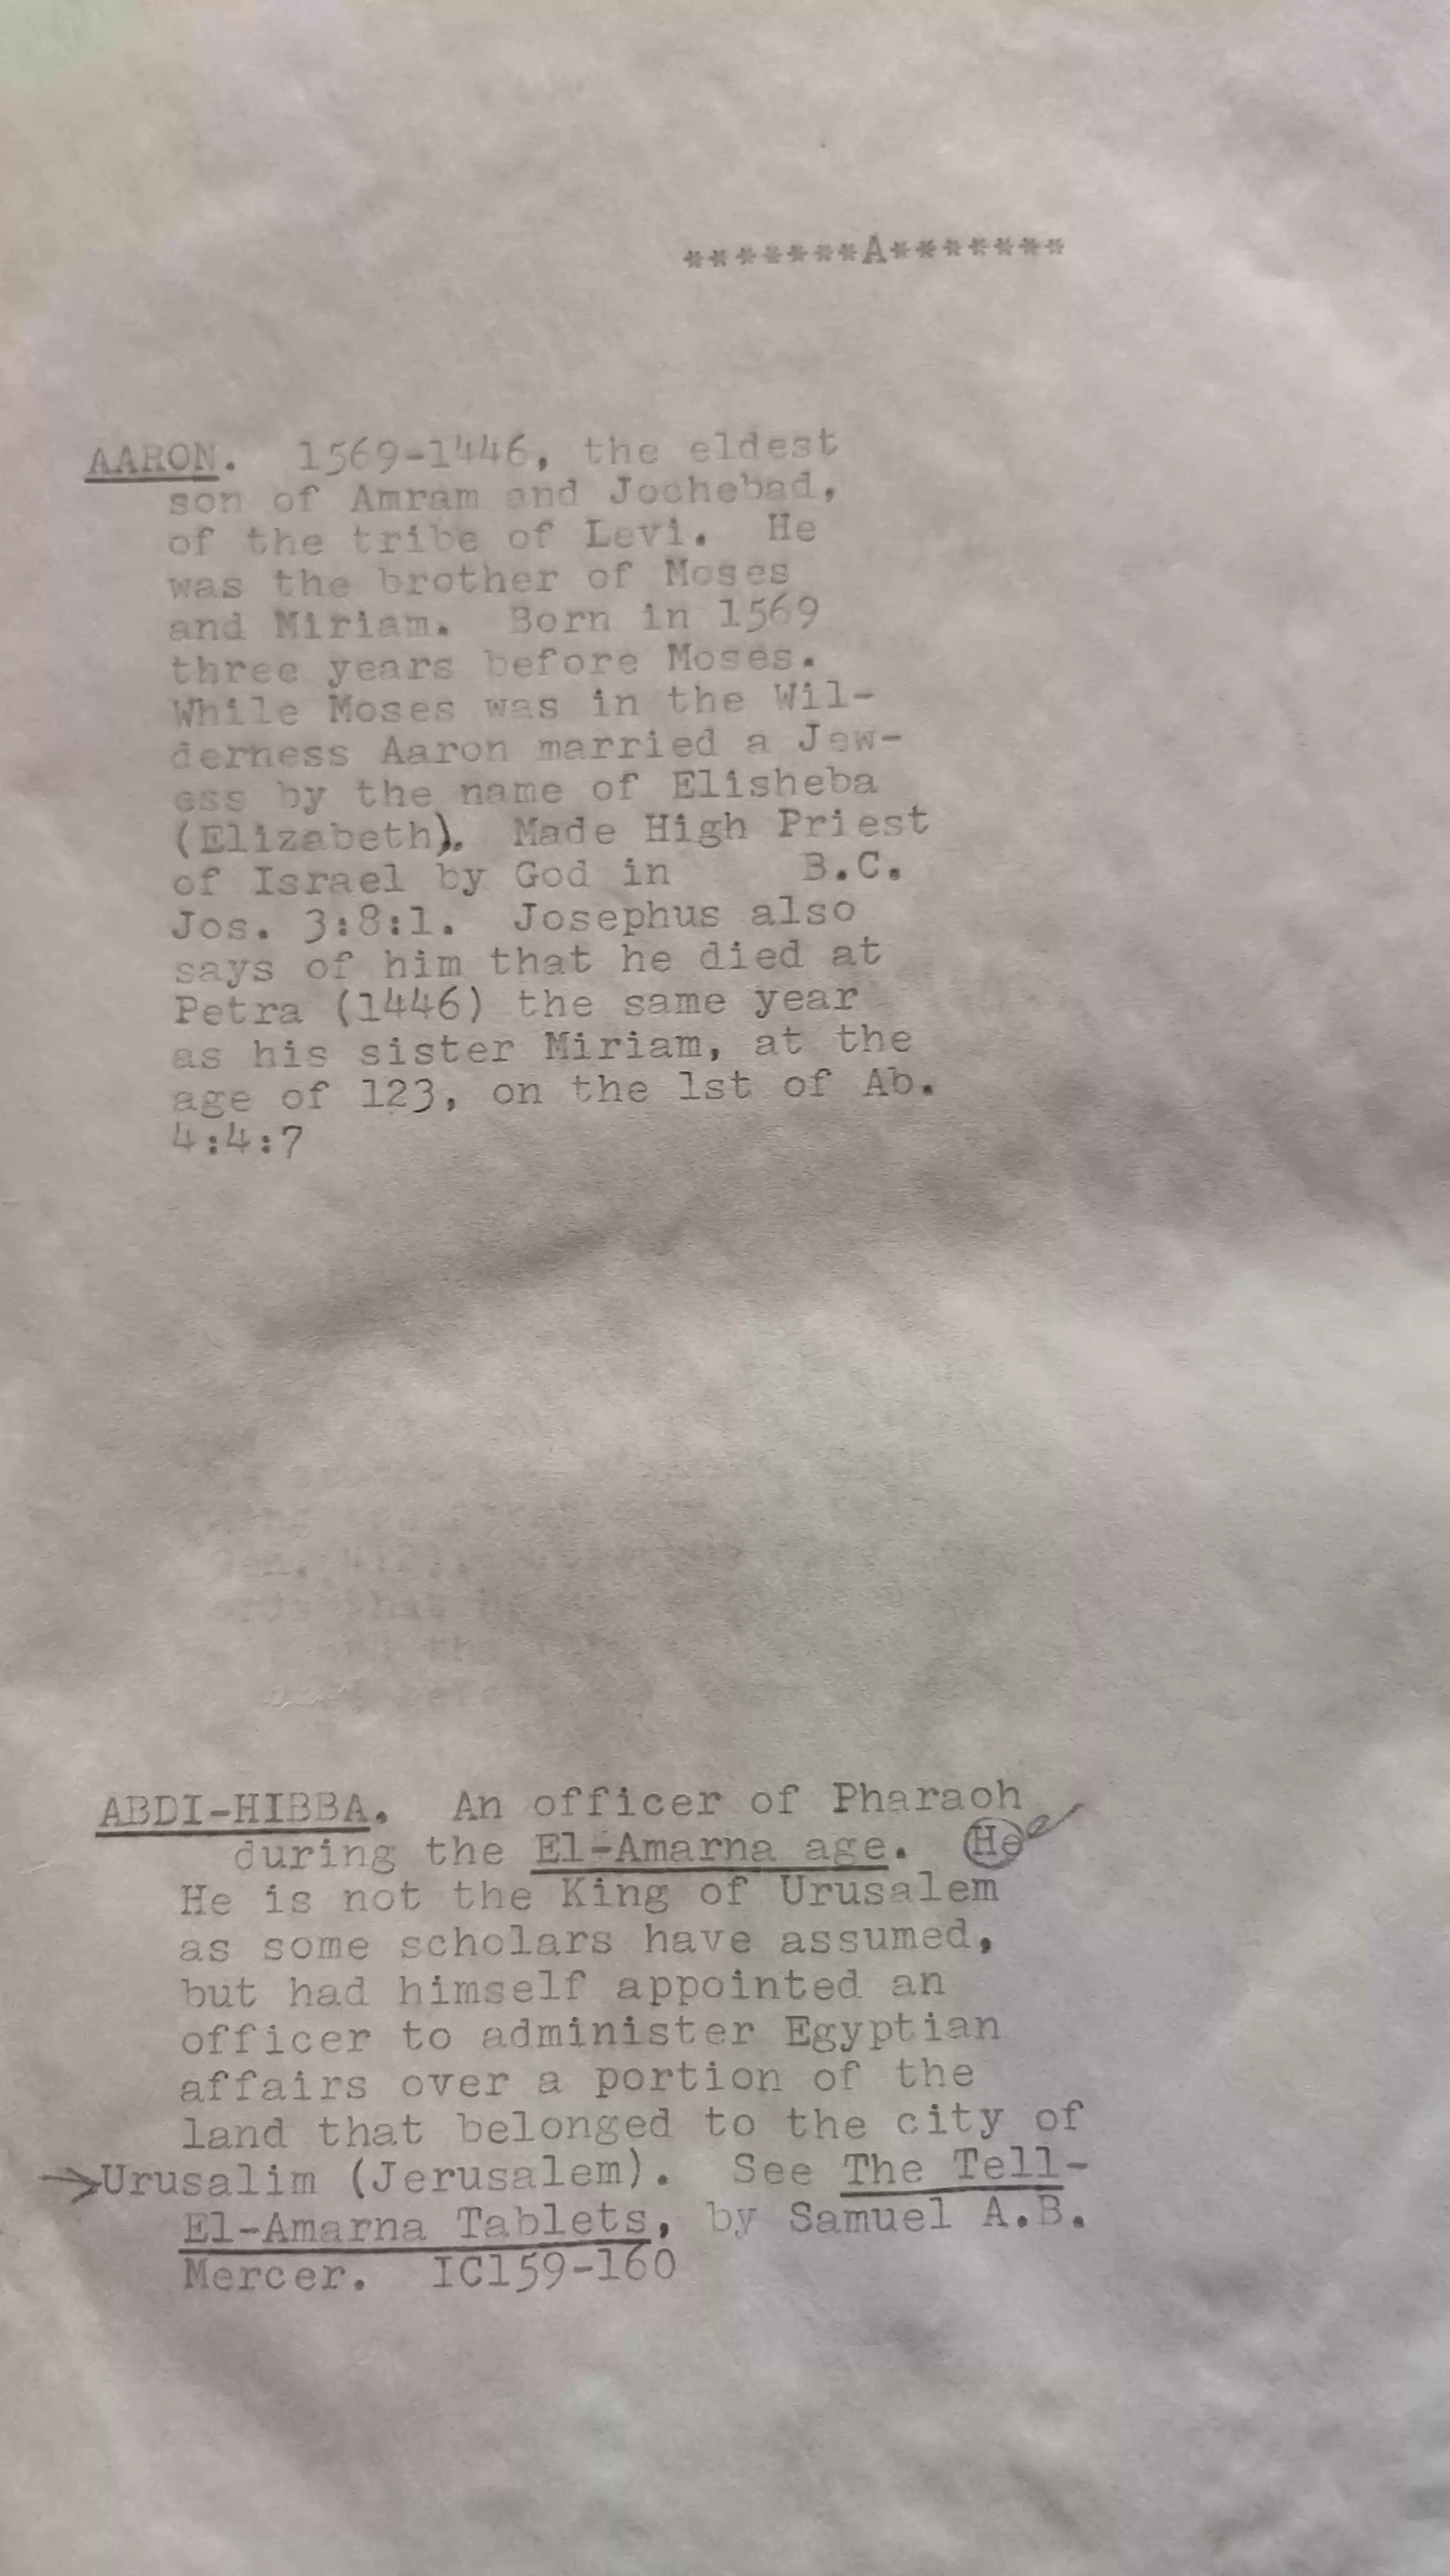 *******A*******
AARON. 1569-1446, the eldest
son of Amram and Jochebad,
of the tribe of Levi. He
was the brother of Moses
and Miriam. Born in 1569
three years before Moses.
While Moses was in the Wil-
derness Aaron married a Jew-
ess by the name of Elisheba
(Elizabeth). Made High Priest
of Israel by God in B.C.
Jos. 3:8:1. Josephus also
says of him that he died at
Petra (1446) the same year
as his sister Miriam, at the
age of 123, on the 1st of Ab.
4:4:7
ABDI-HIBBA. An officer of Pharaoh
during the El-Amarna age. He
He is not the King of Urusalem
as some scholars have assumed,
but had himself appointed an
officer to administer Egyptian
affairs over a portion of the
land that belonged to the city of
Urusalim (Jerusalem). See The Tell-
El-Amarna Tablets, by Samuel A.B.
Mercer. IC159-160